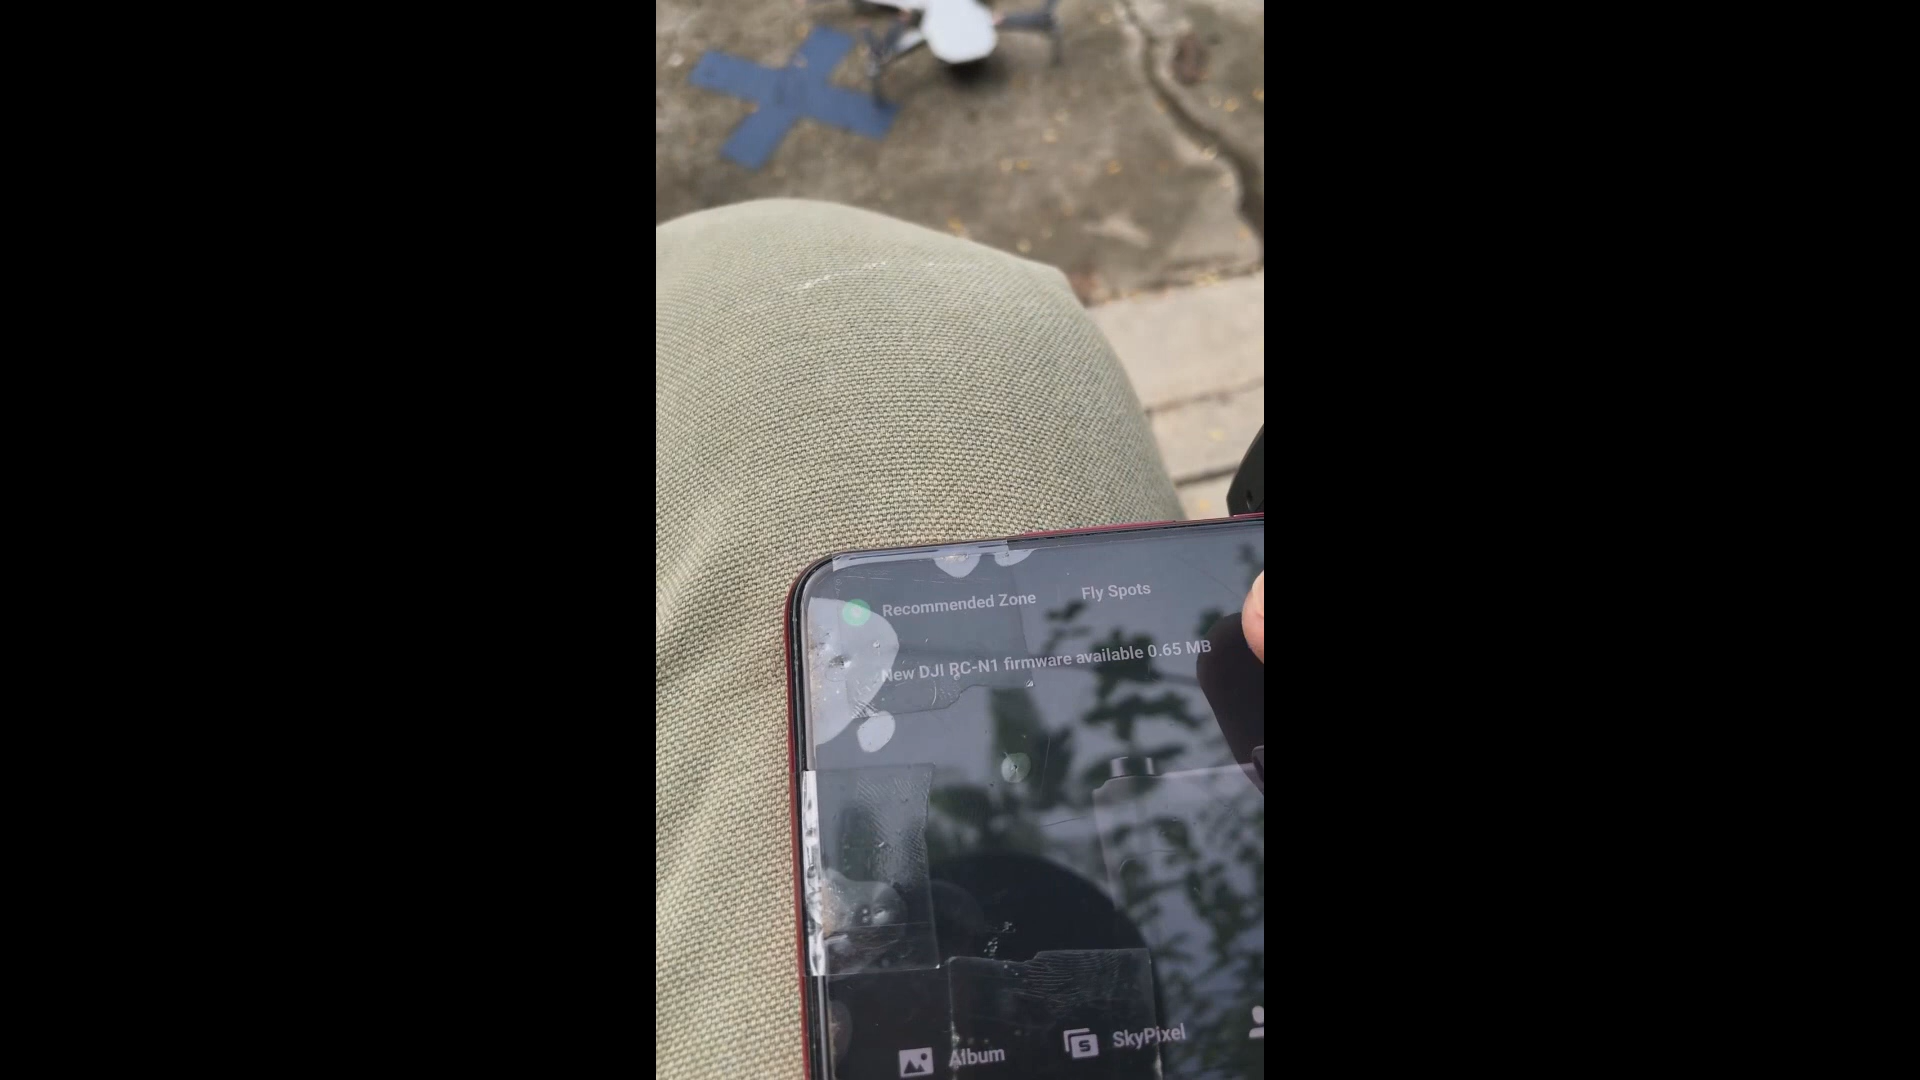 Recommended Zone
Fly Spots
New DJI RC-N1 firmware available 0.65 MB
Album
SkyPixel